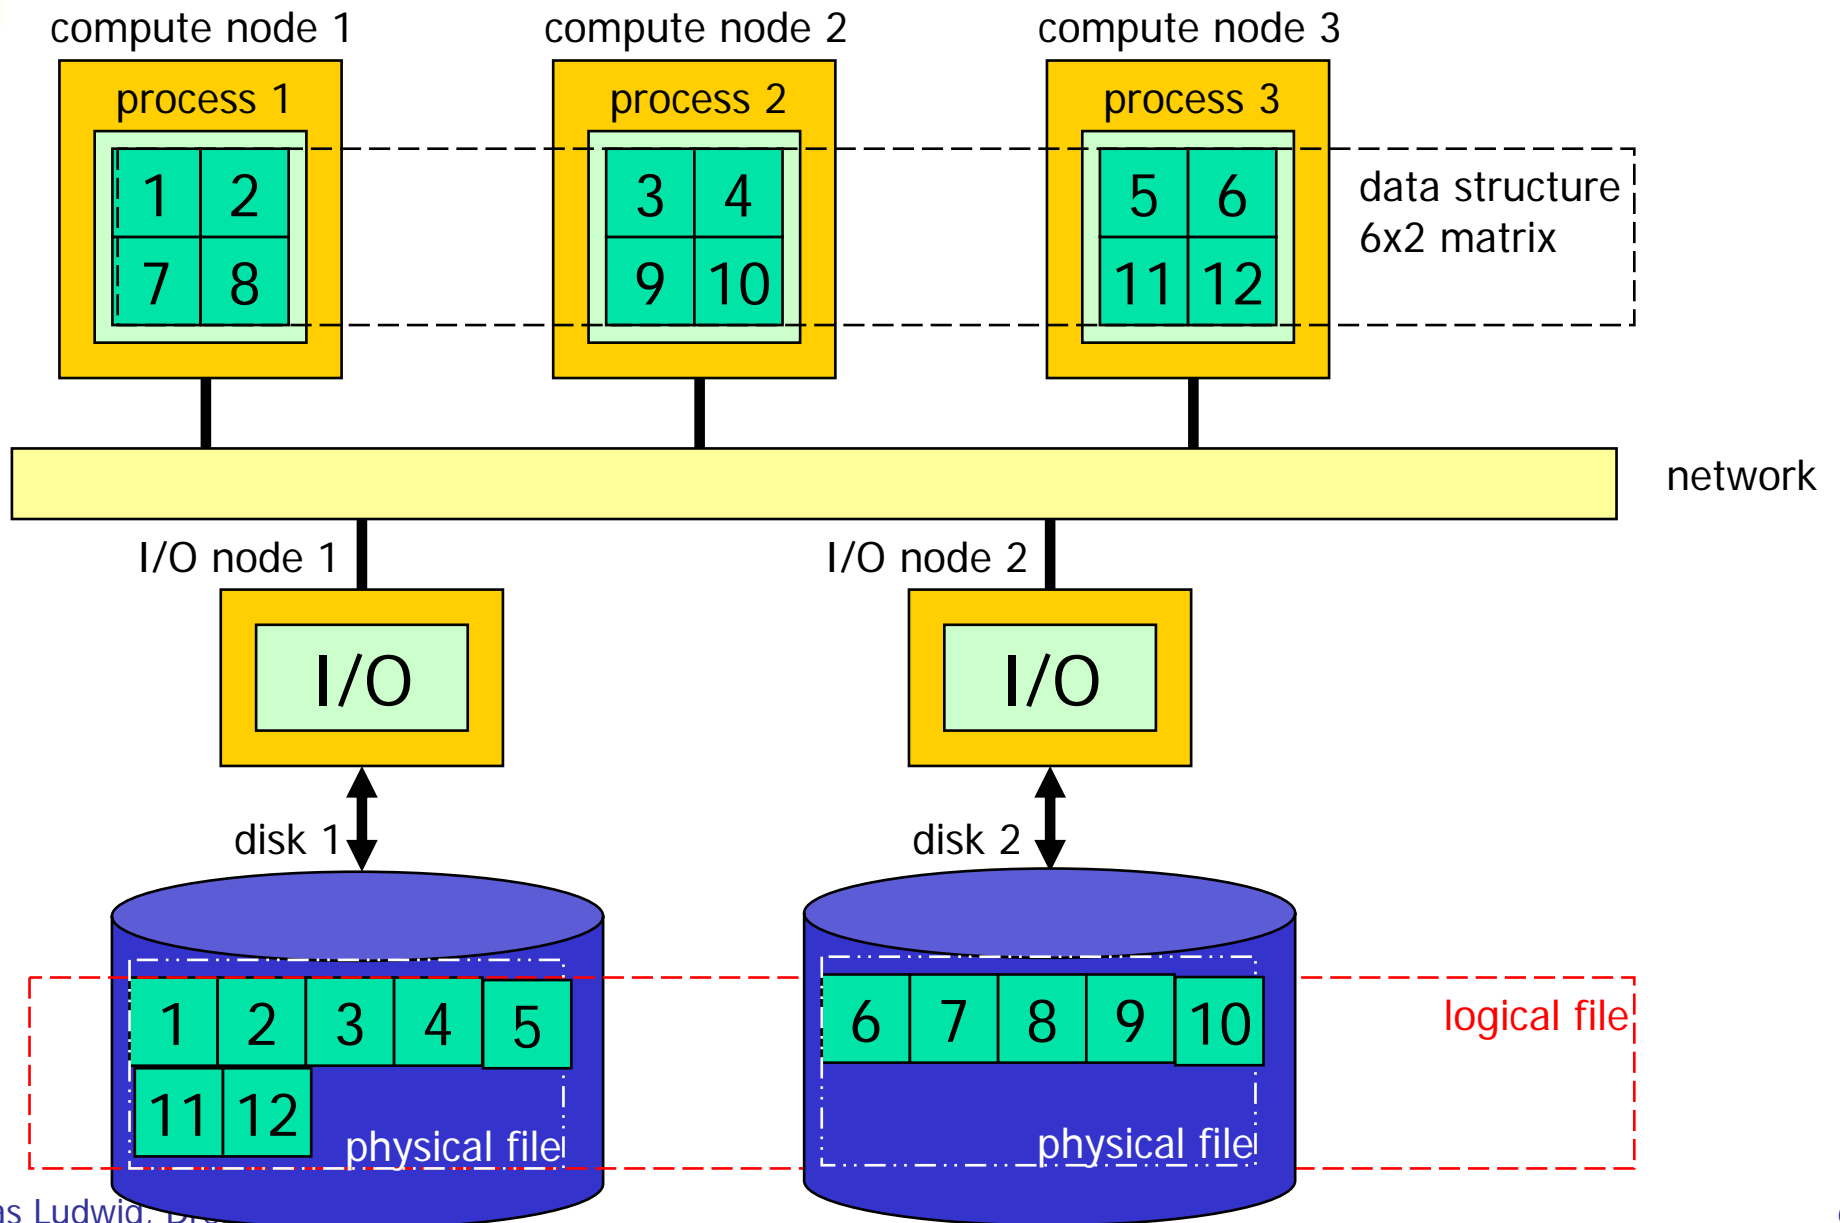 compute node 1 compute node 2 compute node 3
process 1 process 2 process 3
1 2 3 4 5 6
data structure
6x2 matrix
7 8 9 10 11 12
network
I/O node 1 I/O node 2
I/O I/O
disk 1 disk 2
1 2 3 4 5 6 7 8 9 10
logical file
11 12
physical file physical file
Ludwig,